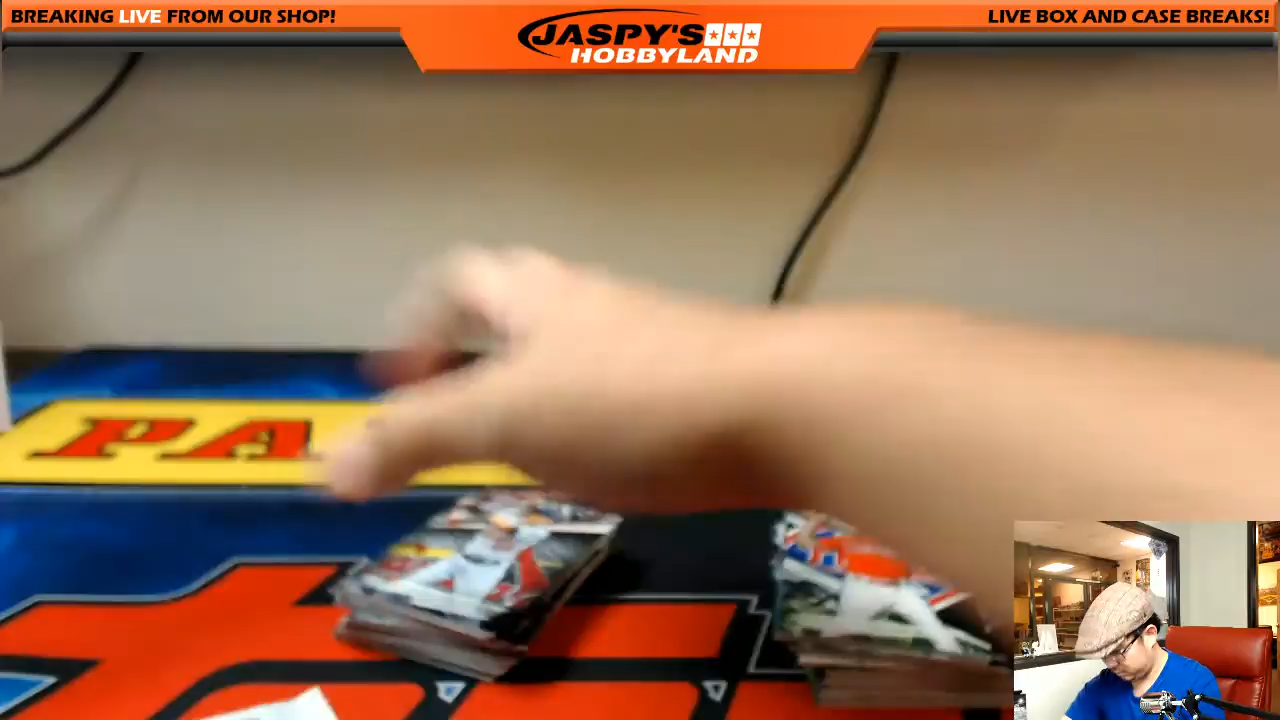 BREAKING LIVE FROM OUR SHOP!
JASPY'S
HOBBYLAND
LIVE BOX AND CASE BREAKS!
PA